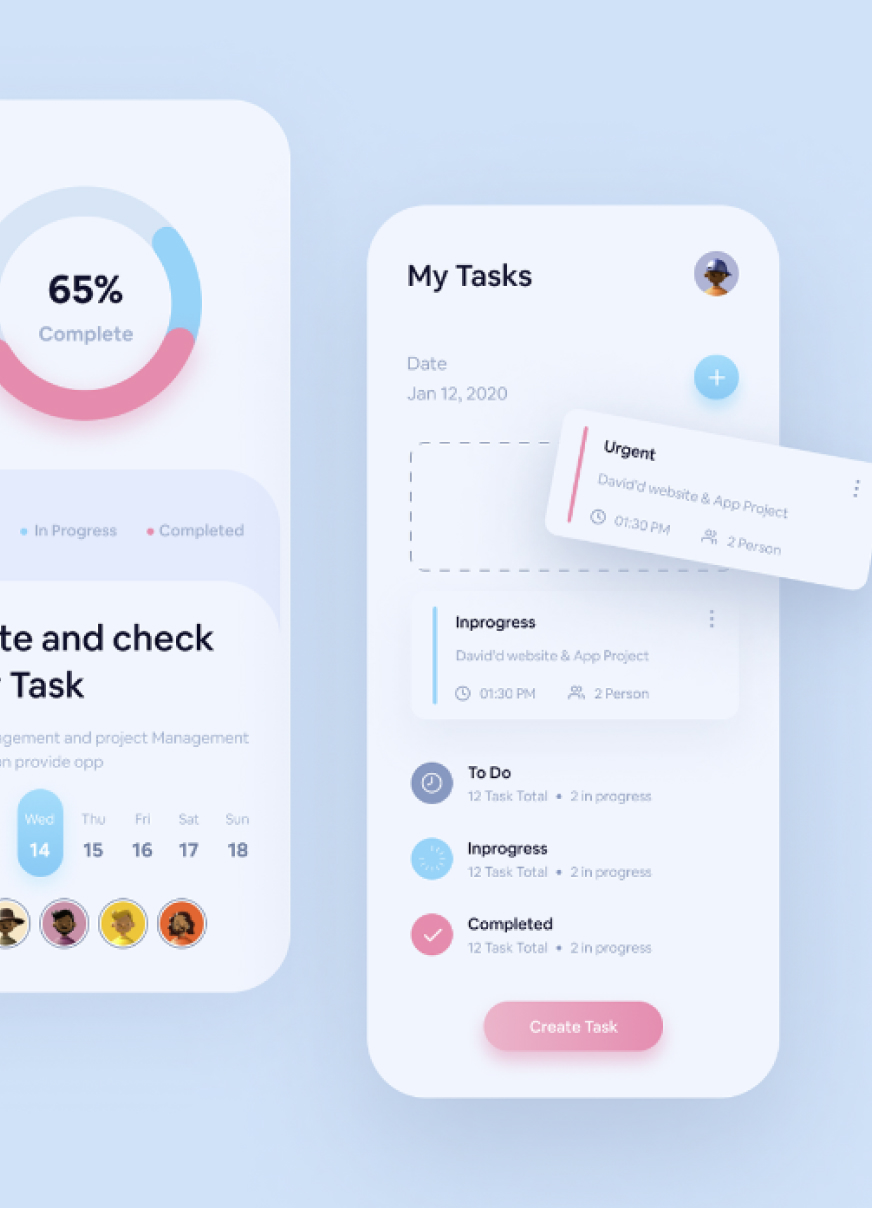 65%
Complete
In Progress
Completed
te and check
Task
gement and project Management
n provide opp
Wed Thu Fri Sat Sun
14 15 16 17 18
My Tasks
Date
Jan 12, 2020
Urgent
David'd website & App Project
01:30 PM 2 Person
Inprogress
David'd website & App Project
01:30 PM 2 Person
To Do
12 Task Total • 2 in progress
Inprogress
12 Task Total • 2 in progress
Completed
12 Task Total • 2 in progress
Create Task